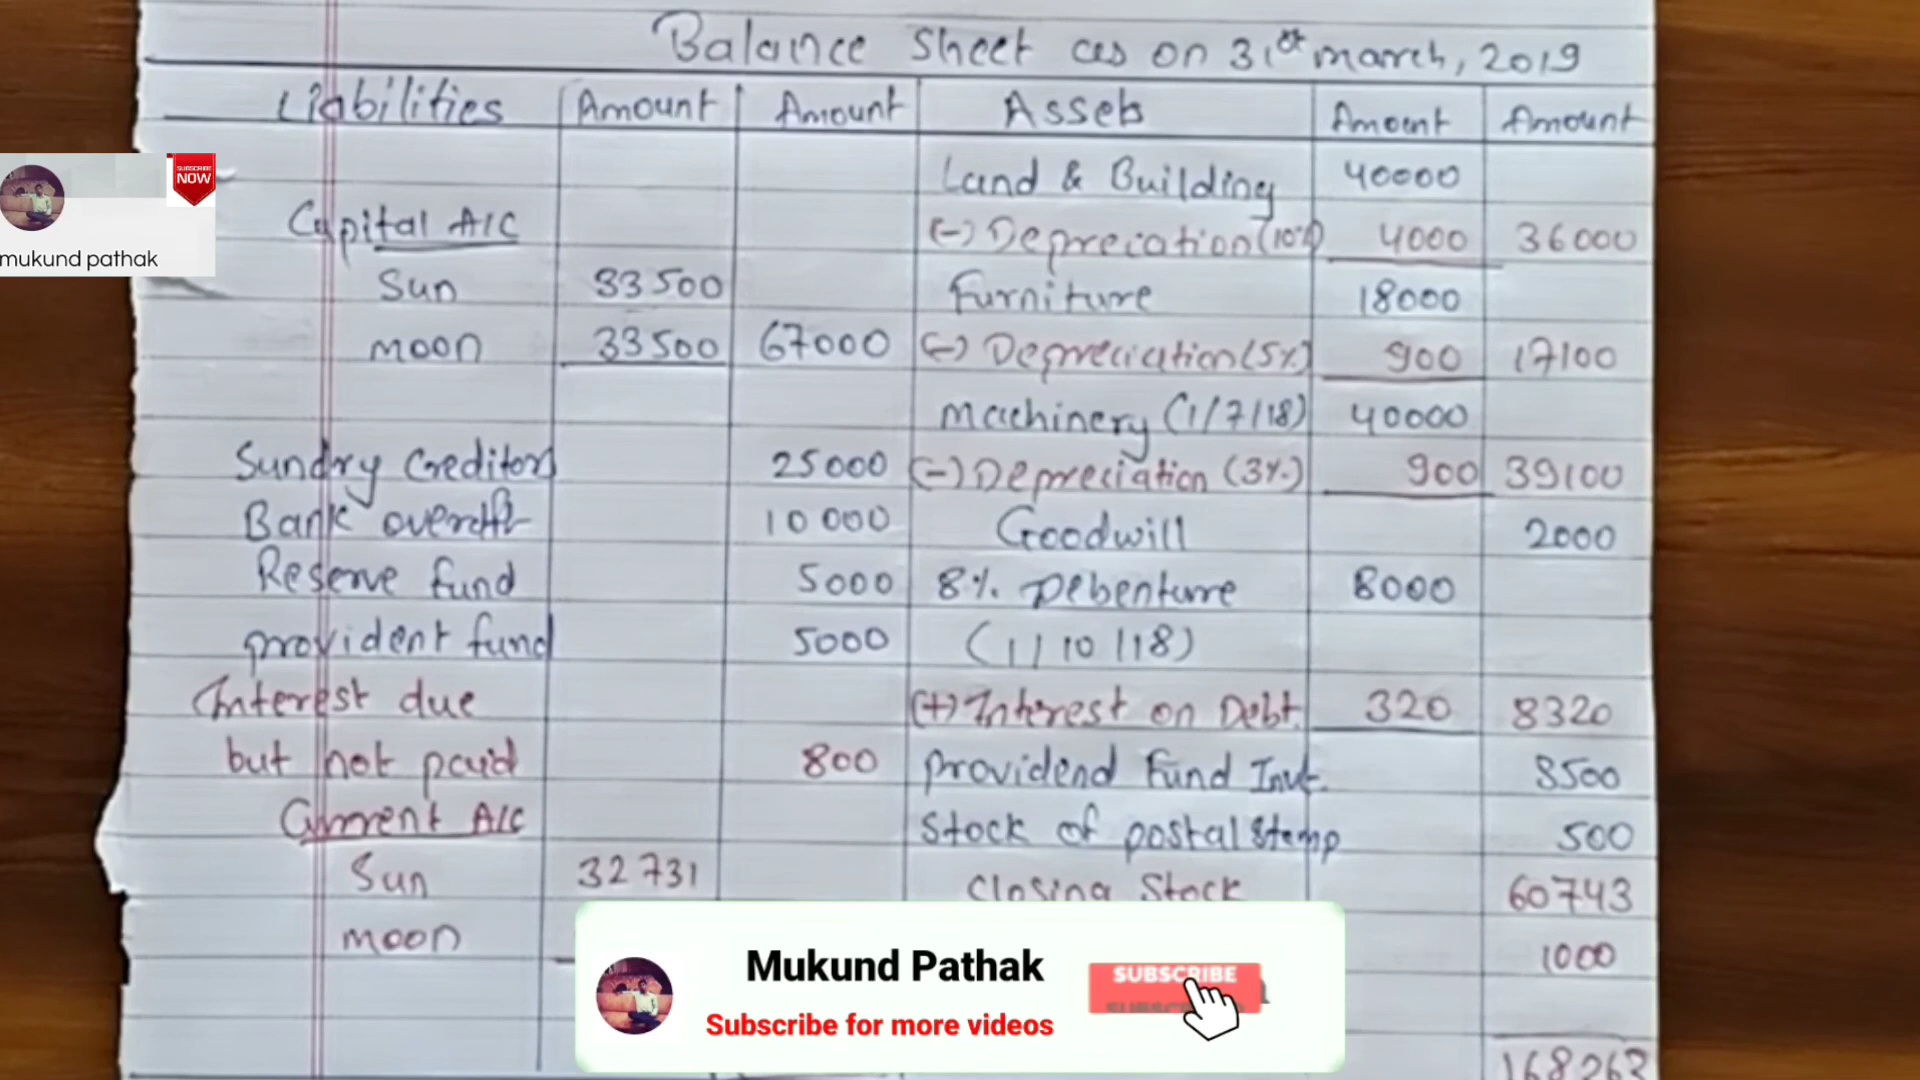 Balance Sheet as on 31st march, 2019
Liabilities Amount Amount Assets Amount Amount
Land & Building 40000
Capital A/C (-) Depreciation (10%) 4000 36000
Sun 33500 Furniture 18000
moon 33500 67000 (-) Depreciation (5%) 900 17100
machinery (1/7/18) 40000
Sundry Creditors 25000 (-) Depreciation (3%) 900 39100
Bank overdft 10000 Goodwill 2000
Reserve fund 5000 8% Debenture 8000
provident fund 5000 (1/10/18)
Interest due (+) Interest on Debt. 320 8320
but not paid 800 providend Fund Invt. 8500
Current A/C Stock of postal stamp 500
Sun 32731 Closing Stock 60743
moon 1000
168263
SUBSCRIBE
NOW
mukund pathak
Mukund Pathak
SUBSCRIBE
Subscribe for more videos